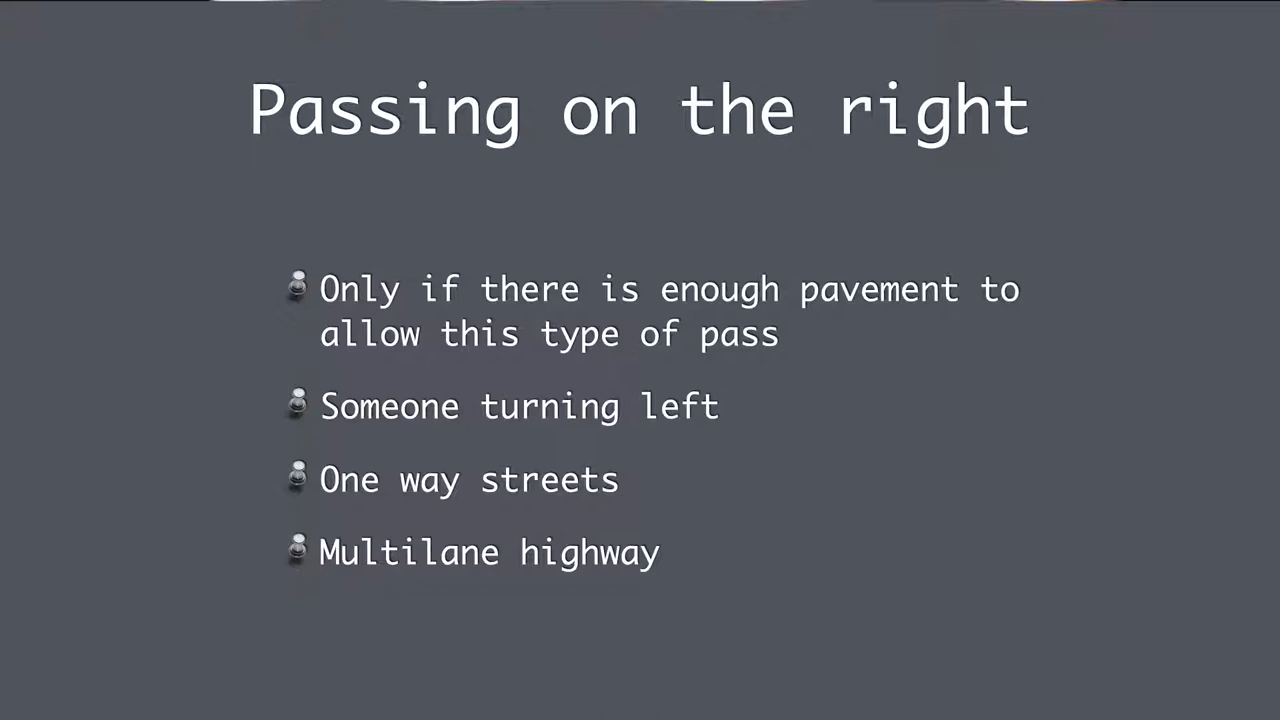 Passing on the right
Only if there is enough pavement to
allow this type of pass
Someone turning left
One way streets
Multilane highway